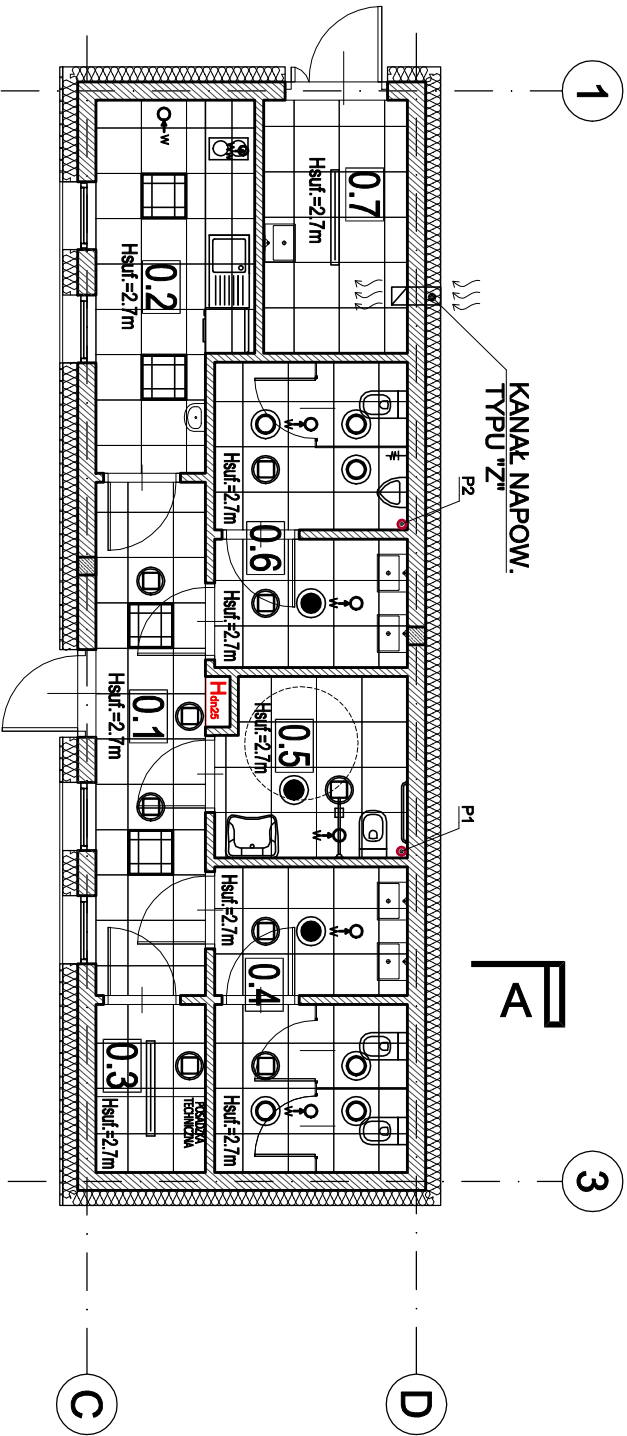 1
3
C
D
A
KANAŁ NAPOW.
TYPU "Z"
P2
P1
0.7
Hsuf.=2.7m
0.2
Hsuf.=2.7m
W
0.6
Hsuf.=2.7m
Hsuf.=2.7m
W
W
0.1
Hsuf.=2.7m
Hdn25
0.5
Hsuf.=2.7m
W
0.4
Hsuf.=2.7m
Hsuf.=2.7m
W
W
0.3
Hsuf.=2.7m
POSADZKA
TECHNICZNA